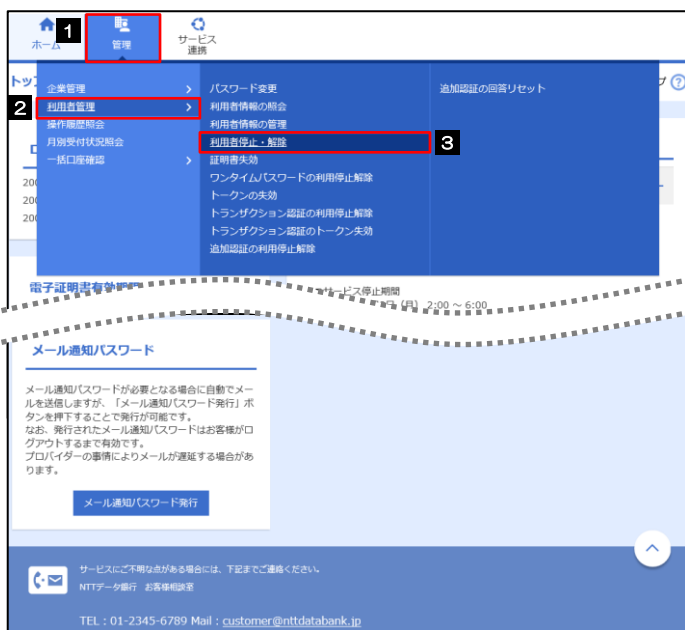 1
ホーム
管理
サービス
連携
トップ
プ ?
企業管理
2 利用者管理
操作履歴照会
月別受付状況照会
一括口座確認
パスワード変更
利用者情報の照会
利用者情報の管理
利用者停止・解除 3
証明書失効
ワンタイムパスワードの利用停止解除
トークンの失効
トランザクション認証の利用停止解除
トランザクション認証のトークン失効
追加認証の利用停止解除
追加認証の回答リセット
200
200
200
電子証明書有効期限
サービス停止期間
日 (月) 2:00 ~ 6:00
メール通知パスワード
メール通知パスワードが必要となる場合に自動でメー
ルを送信しますが、「メール通知パスワード発行」ボ
タンを押下することで発行が可能です。
なお、発行されたメール通知パスワードはお客様がロ
グアウトするまで有効です。
プロバイダーの事情によりメールが遅延する場合があ
ります。
メール通知パスワード発行
サービスにご不明な点がある場合には、下記までご連絡ください。
NTTデータ銀行 お客様相談室
TEL : 01-2345-6789 Mail : customer@nttdatabank.jp